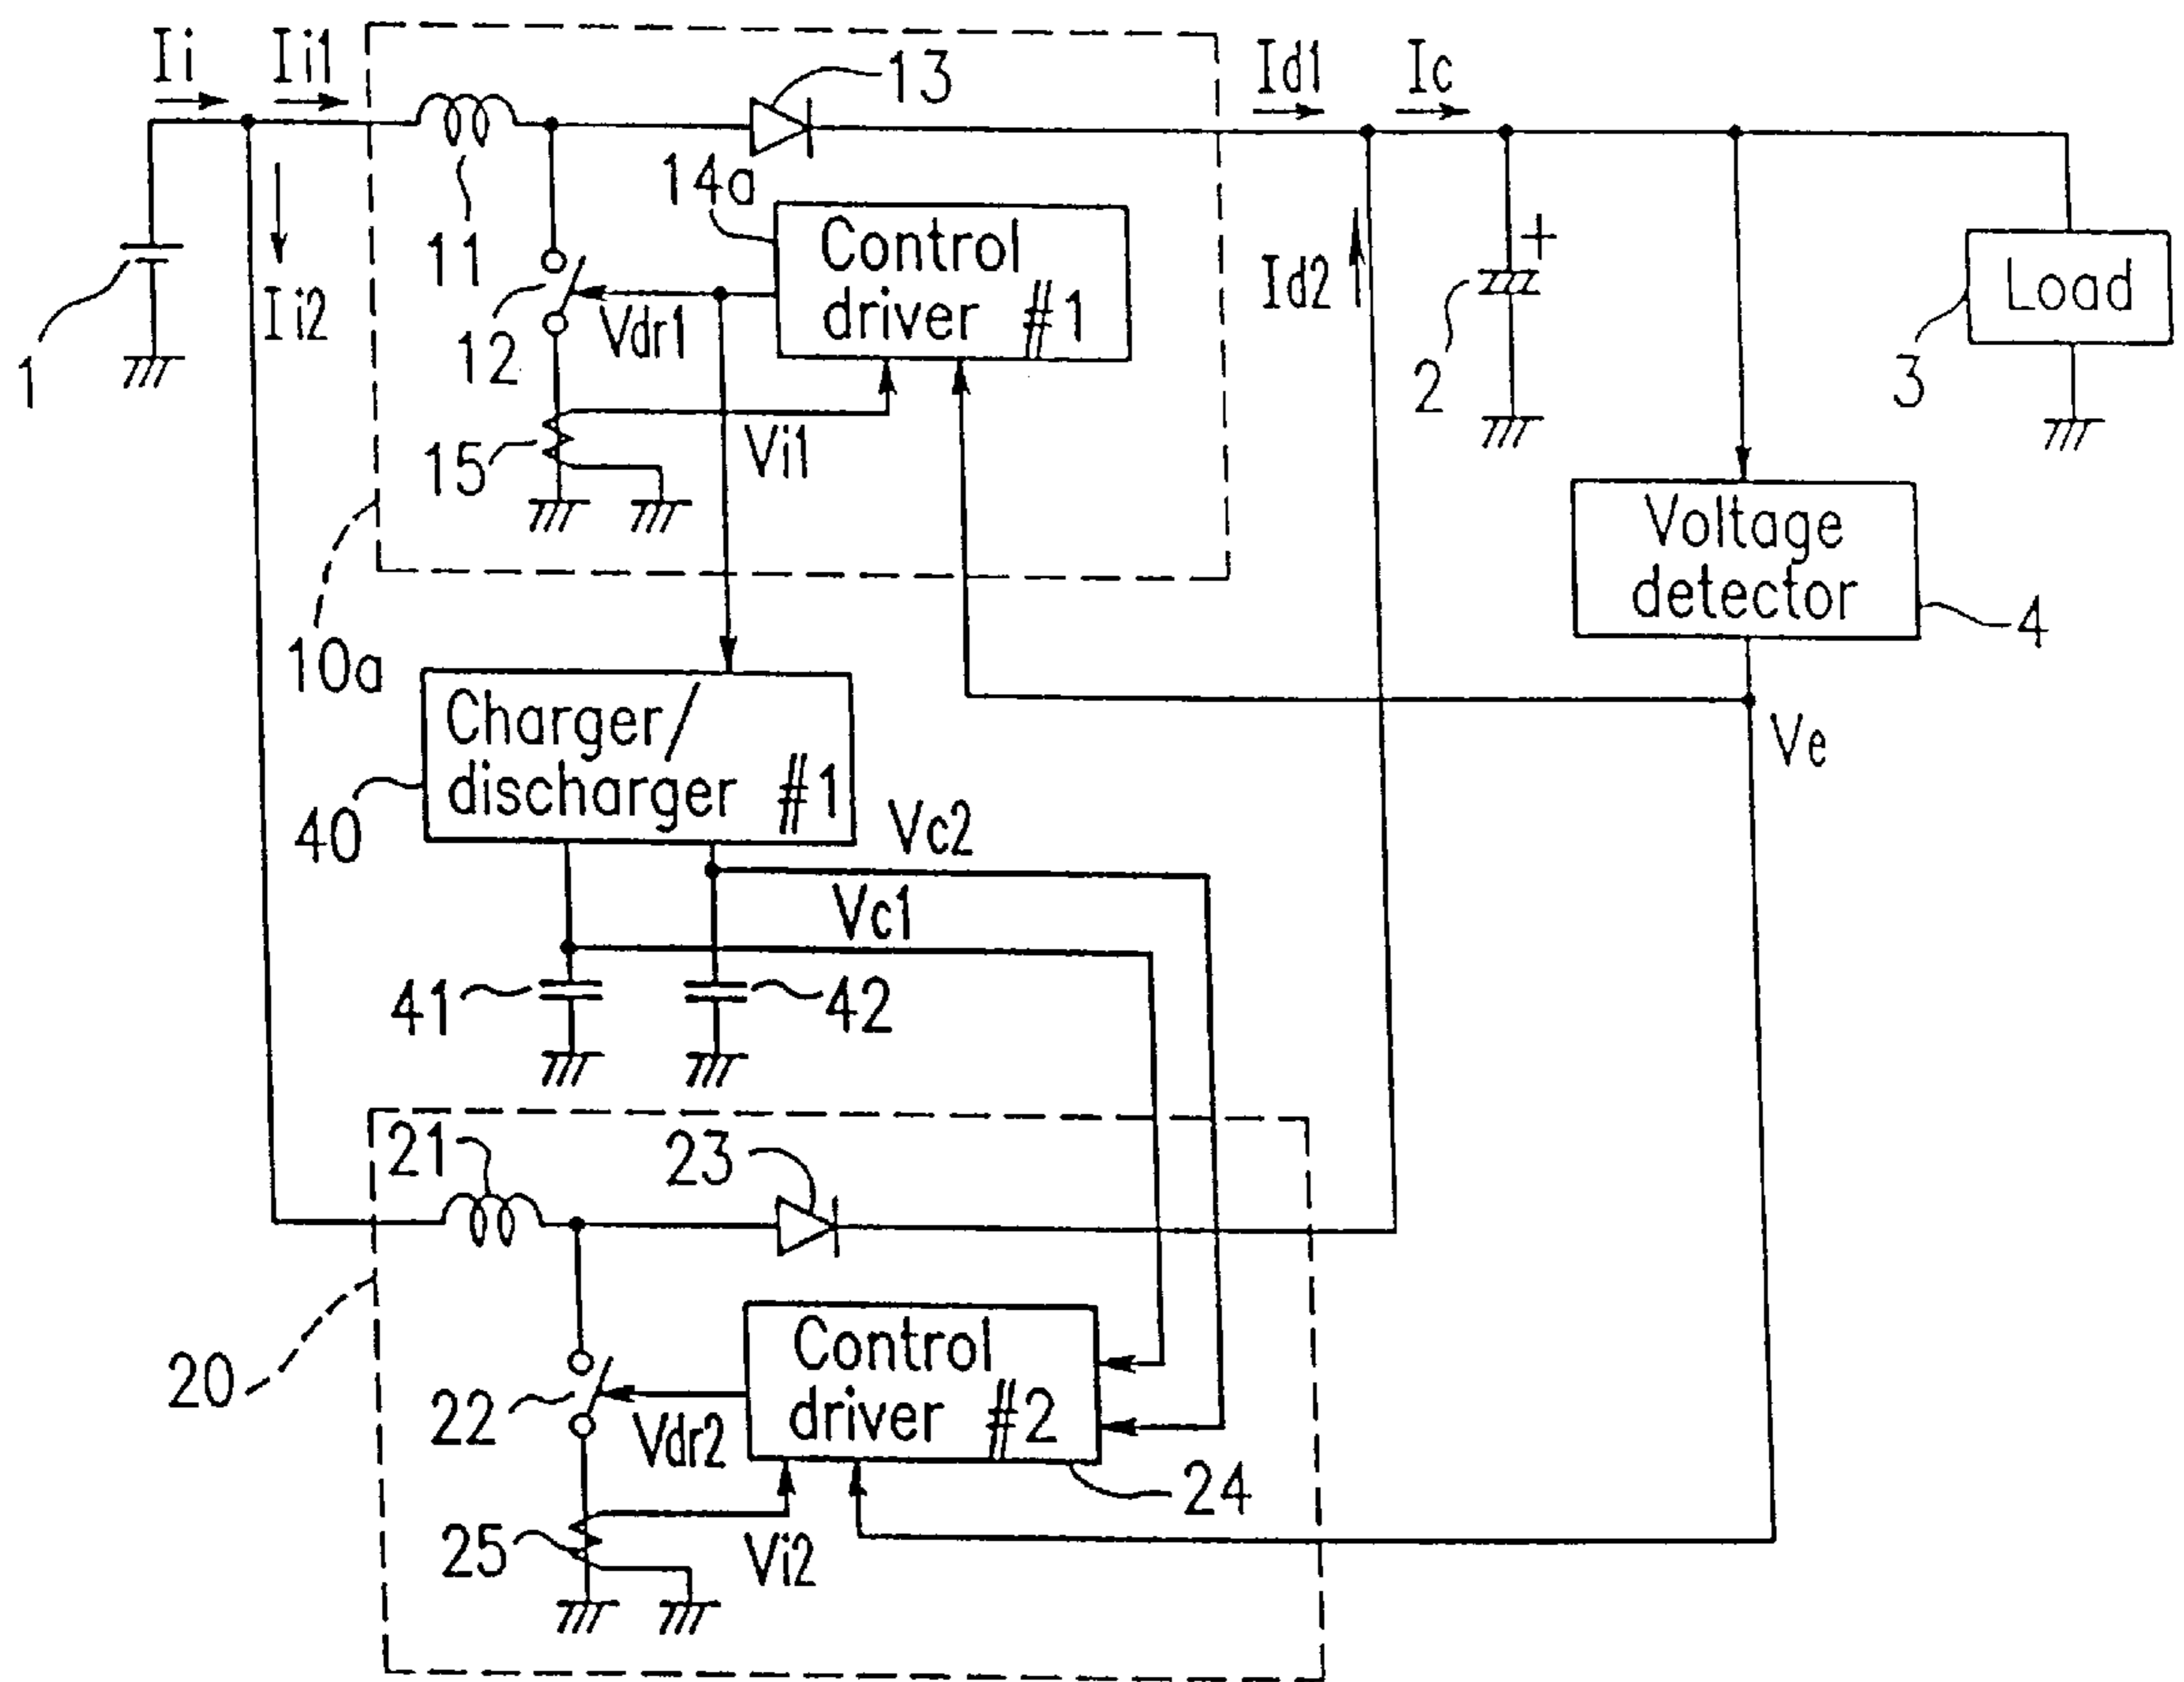 Ii
Ii1
13
Id1
Ic
14a
Control
driver #1
11
Ii2
12
Vdr1
Id2
+
2
Load
3
1
15
Vi1
Voltage
detector
4
10a
Charger/
discharger #1
40
Ve
Vc2
Vc1
41
42
21
23
20
Control
driver #2
22
Vdr2
24
25
Vi2